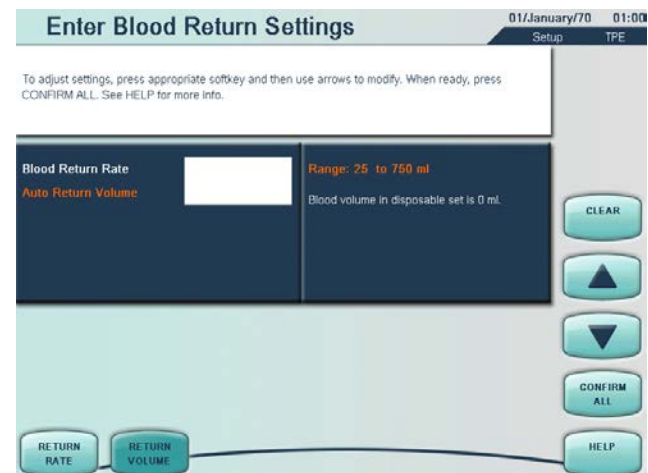 Enter Blood Return Settings
01/January/70 01:00
Setup TPE
To adjust settings, press appropriate softkey and then use arrows to modify. When ready, press
CONFIRM ALL. See HELP for more info.
Blood Return Rate
Auto Return Volume
Range: 25 to 750 ml
Blood volume in disposable set is 0 ml.
CLEAR
CONFIRM
ALL
RETURN
RATE
RETURN
VOLUME
HELP